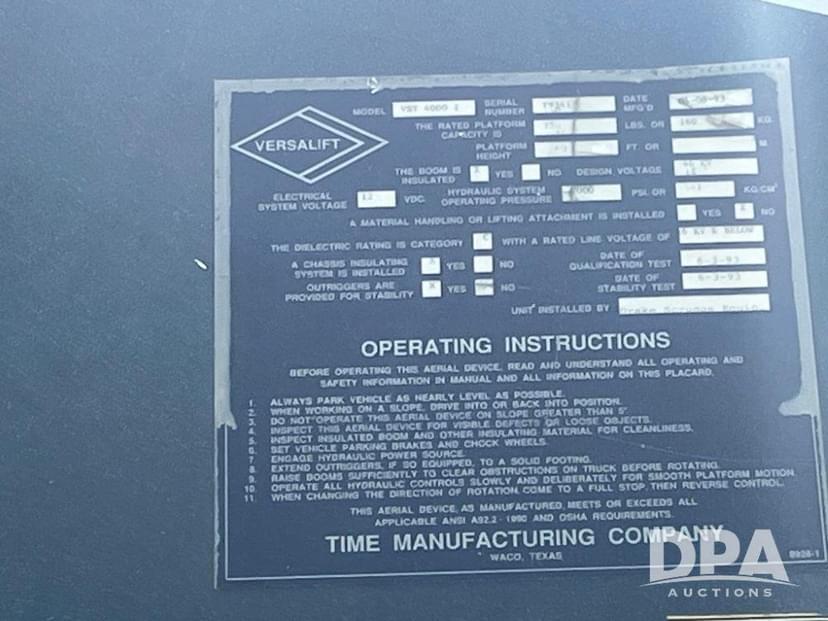 VERSALIFT
MODEL VST 4000 I SERIAL NUMBER DATE MFG'D -08-93
THE RATED PLATFORM CAPACITY IS LBS. OR 160 KG.
PLATFORM HEIGHT FT. OR M
THE BOOM IS INSULATED X YES NO DESIGN VOLTAGE 46 KV
ELECTRICAL SYSTEM VOLTAGE 12 VDC. HYDRAULIC SYSTEM OPERATING PRESSURE PSI. OR KG/CM²
A MATERIAL HANDLING OR LIFTING ATTACHMENT IS INSTALLED YES X NO
THE DIELECTRIC RATING IS CATEGORY C WITH A RATED LINE VOLTAGE OF 6 KV & BELOW
A CHASSIS INSULATING SYSTEM IS INSTALLED X YES NO DATE OF QUALIFICATION TEST 6-3-93
OUTRIGGERS ARE PROVIDED FOR STABILITY X YES NO DATE OF STABILITY TEST 6-3-93
UNIT INSTALLED BY Drake Scruggs Equip.
OPERATING INSTRUCTIONS
BEFORE OPERATING THIS AERIAL DEVICE, READ AND UNDERSTAND ALL OPERATING AND
SAFETY INFORMATION IN MANUAL AND ALL INFORMATION ON THIS PLACARD.
1. ALWAYS PARK VEHICLE AS NEARLY LEVEL AS POSSIBLE.
2. WHEN WORKING ON A SLOPE, DRIVE INTO OR BACK INTO POSITION.
3. DO NOT OPERATE THIS AERIAL DEVICE ON SLOPE GREATER THAN 5°
4. INSPECT THIS AERIAL DEVICE FOR VISIBLE DEFECTS OR LOOSE OBJECTS.
5. INSPECT INSULATED BOOM AND OTHER INSULATING MATERIAL FOR CLEANLINESS.
6. SET VEHICLE PARKING BRAKES AND CHOCK WHEELS.
7. ENGAGE HYDRAULIC POWER SOURCE.
8. EXTEND OUTRIGGERS, IF SO EQUIPPED, TO A SOLID FOOTING.
9. RAISE BOOMS SUFFICIENTLY TO CLEAR OBSTRUCTIONS ON TRUCK BEFORE ROTATING.
10. OPERATE ALL HYDRAULIC CONTROLS SLOWLY AND DELIBERATELY FOR SMOOTH PLATFORM MOTION.
11. WHEN CHANGING THE DIRECTION OF ROTATION, COME TO A FULL STOP, THEN REVERSE CONTROL.
THIS AERIAL DEVICE, AS MANUFACTURED, MEETS OR EXCEEDS ALL
APPLICABLE ANSI A92.2 - 1990 AND OSHA REQUIREMENTS.
TIME MANUFACTURING COMPANY
WACO, TEXAS
B928-1
DPA
AUCTIONS